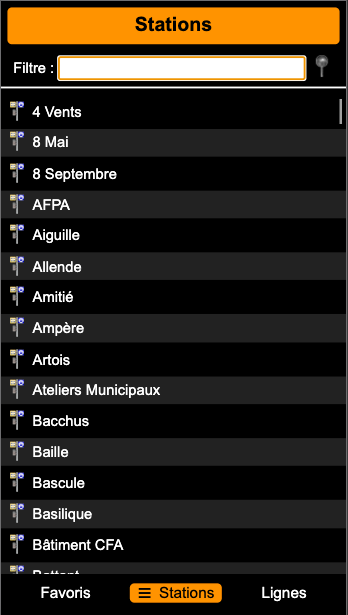 Stations
Filtre :
4 Vents
8 Mai
8 Septembre
AFPA
Aiguille
Allende
Amitié
Ampère
Artois
Ateliers Municipaux
Bacchus
Baille
Bascule
Basilique
Bâtiment CFA
Favoris
Stations
Lignes